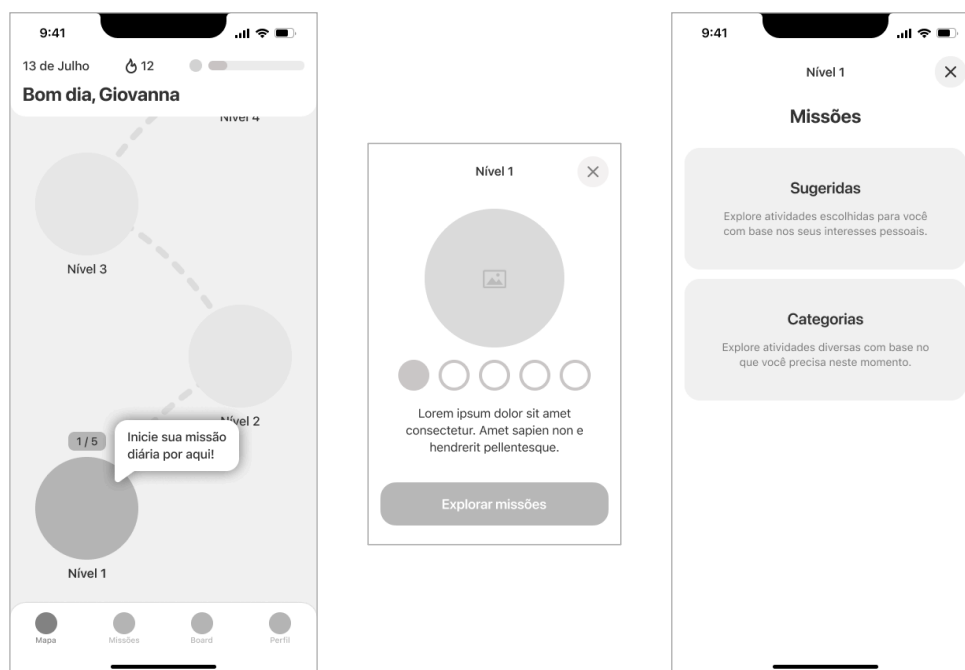 9:41
13 de Julho
12
Bom dia, Giovanna
Nível 4
Nível 3
Nível 2
1 / 5
Inicie sua missão
diária por aqui!
Nível 1
Mapa
Missões
Board
Perfil
Nível 1
Lorem ipsum dolor sit amet
consectetur. Amet sapien non e
hendrerit pellentesque.
Explorar missões
9:41
Nível 1
Missões
Sugeridas
Explore atividades escolhidas para você
com base nos seus interesses pessoais.
Categorias
Explore atividades diversas com base no
que você precisa neste momento.